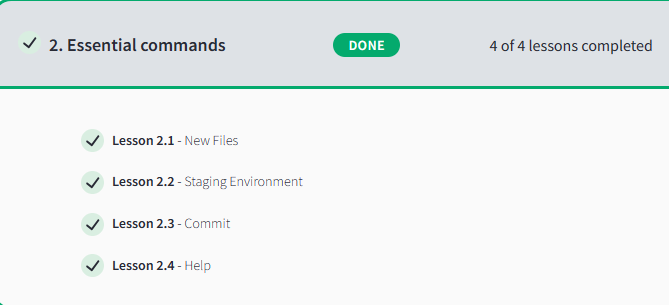 2. Essential commands DONE 4 of 4 lessons completed
Lesson 2.1 - New Files
Lesson 2.2 - Staging Environment
Lesson 2.3 - Commit
Lesson 2.4 - Help